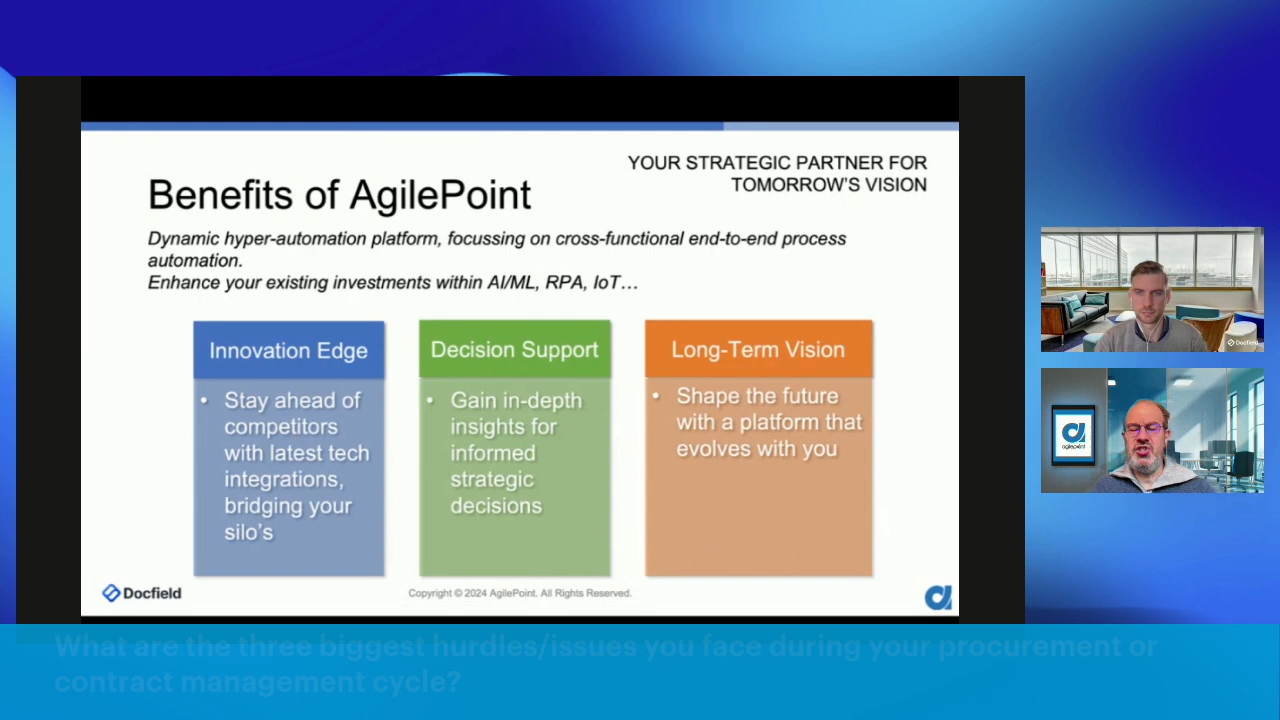 YOUR STRATEGIC PARTNER FOR
TOMORROW'S VISION
Benefits of AgilePoint
Dynamic hyper-automation platform, focussing on cross-functional end-to-end process
automation.
Enhance your existing investments within AI/ML, RPA, IoT…
Innovation Edge
• Stay ahead of
competitors
with latest tech
integrations,
bridging your
silo's
Decision Support
• Gain in-depth
insights for
informed
strategic
decisions
Long-Term Vision
• Shape the future
with a platform that
evolves with you
Docfield
Copyright © 2024 AgilePoint. All Rights Reserved.
Docfield
agilepoint
What are the three biggest hurdles/issues you face during your procurement or
contract management cycle?